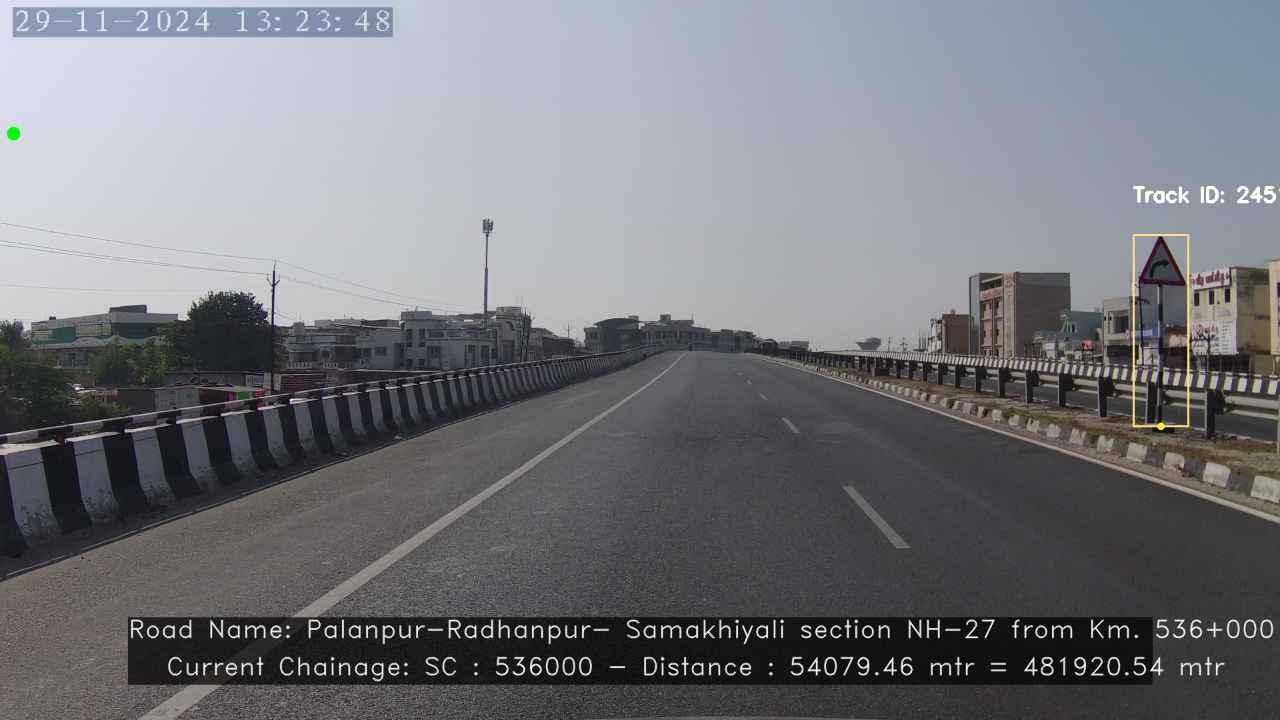 29-11-2024 13:23:48
Track ID: 245
Road Name: Palanpur-Radhanpur- Samakhiyali section NH-27 from Km. 536+000
Current Chainage: SC : 536000 - Distance : 54079.46 mtr = 481920.54 mtr